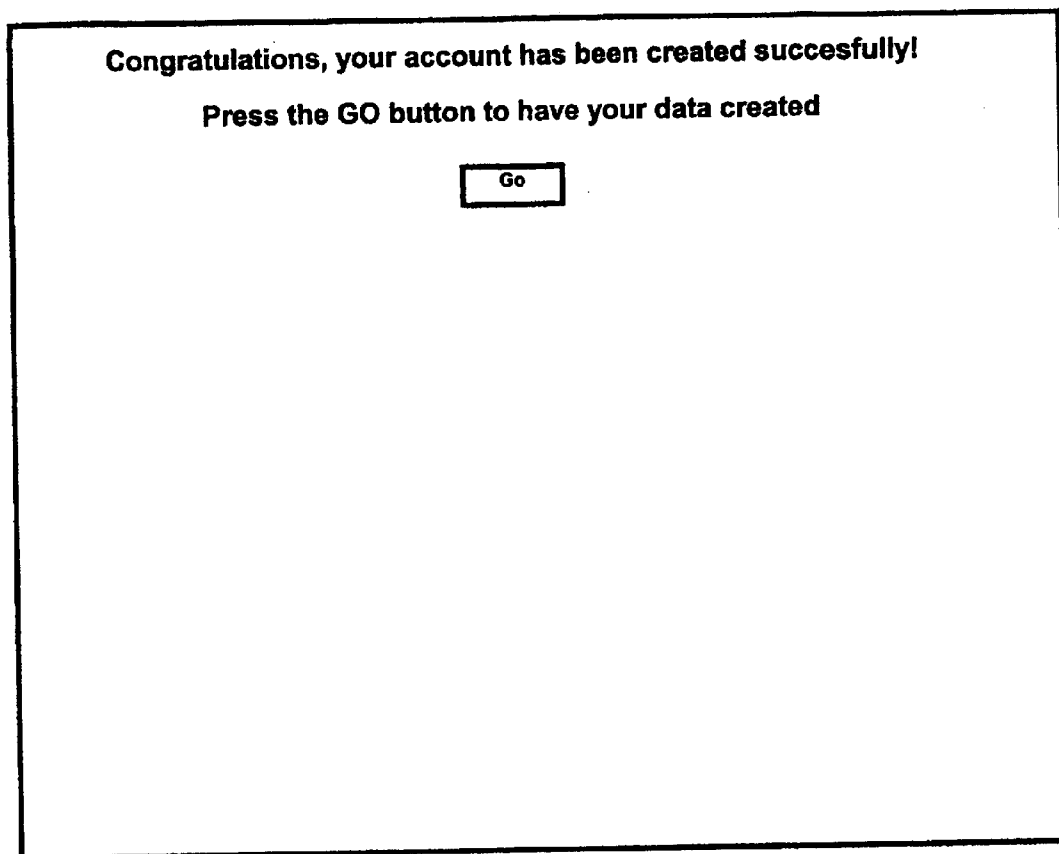 Congratulations, your account has been created succesfully!
Press the GO button to have your data created
Go